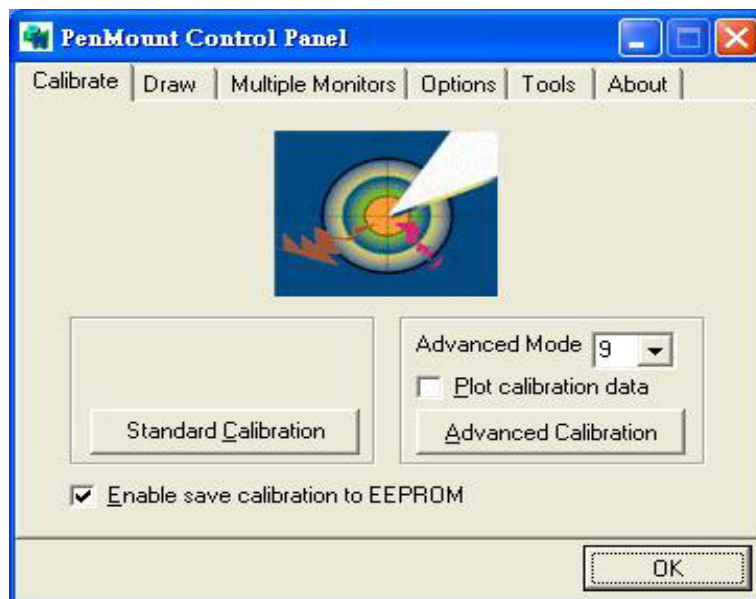 PenMount Control Panel
Calibrate Draw Multiple Monitors Options Tools About
Advanced Mode 9
Plot calibration data
Standard Calibration
Advanced Calibration
Enable save calibration to EEPROM
OK